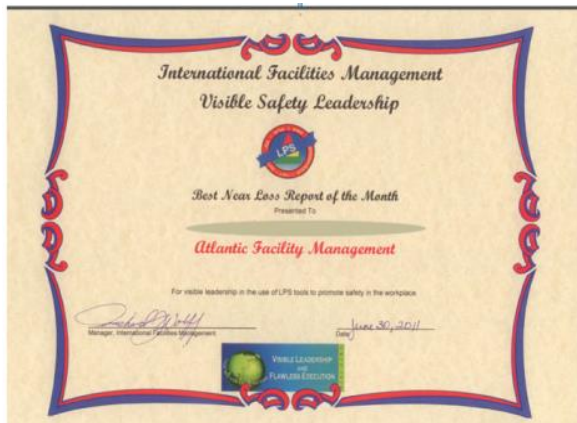 International Facilities Management
Visible Safety Leadership
LPS
Best Near Loss Report of the Month
Presented To
Atlantic Facility Management
For visible leadership in the use of LPS tools to promote safety in the workplace
Manager, International Facilities Management
Date
June 30, 2011
VISIBLE LEADERSHIP
AND
FLAWLESS EXECUTION